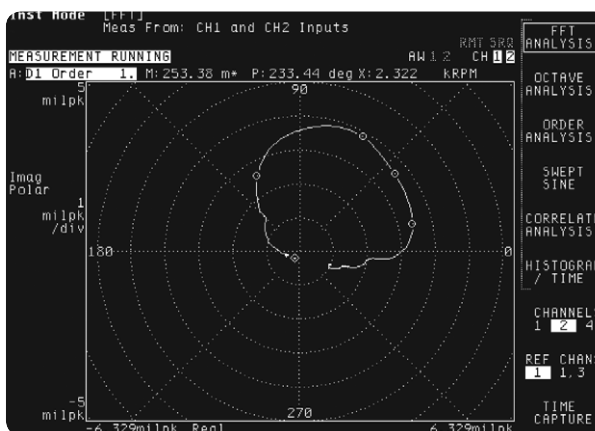 Inst Mode [FFT]
Meas From: CH1 and CH2 Inputs
RMT SRQ
MEASUREMENT RUNNING AW 1 2 CH 1 2
A: D1 Order 1. M:253.38 m* P:233.44 deg X:2.322 kRPM
5
milpk
90
Imag
Polar
1
milpk
/div
180
0
-5
milpk
270
-6.329milpk Real 6.329milpk
FFT
ANALYSIS
OCTAVE
ANALYSIS
ORDER
ANALYSIS
SWEPT
SINE
CORRELAT
ANALYSIS
HISTOGRA
/ TIME
CHANNEL
1 2 4
REF CHAN
1 1,3
TIME
CAPTURE